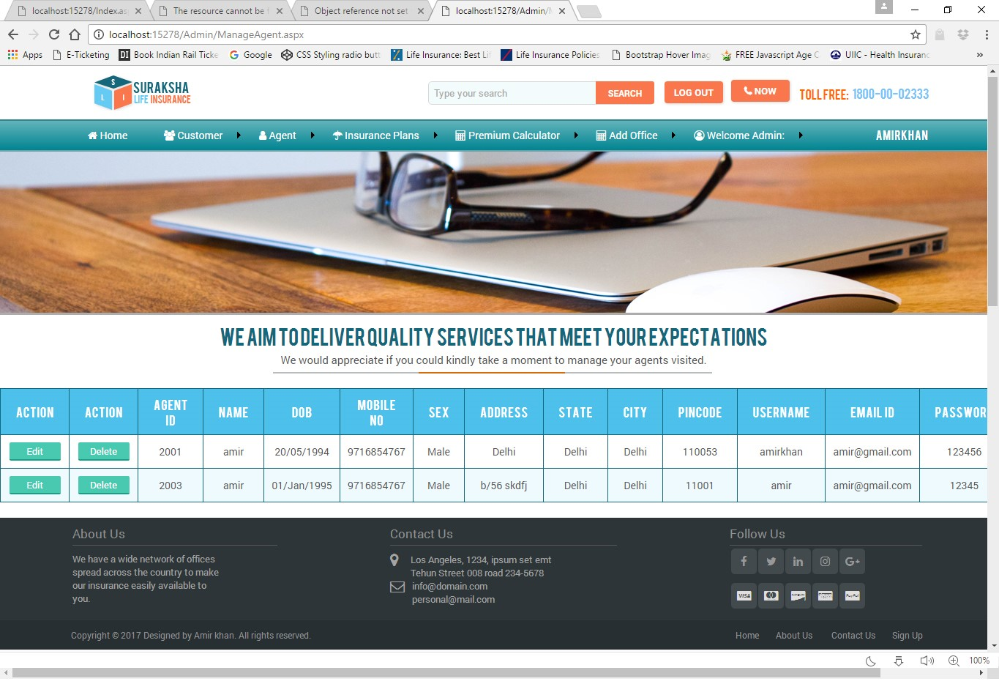 localhost:15278/Index.as
The resource cannot be f
Object reference not set
localhost:15278/Admin/
localhost:15278/Admin/ManageAgent.aspx
Apps E-Ticketing DI Book Indian Rail Ticke Google CSS Styling radio butt Life Insurance: Best Lif Life Insurance Policies Bootstrap Hover Imag FREE Javascript Age C UIIC - Health Insuranc »
S L I
SURAKSHA
LIFE INSURANCE
Type your search SEARCH LOG OUT NOW TOLL FREE: 1800-00-02333
Home Customer Agent Insurance Plans Premium Calculator Add Office Welcome Admin: AMIRKHAN
WE AIM TO DELIVER QUALITY SERVICES THAT MEET YOUR EXPECTATIONS
We would appreciate if you could kindly take a moment to manage your agents visited.
ACTION ACTION AGENT ID NAME DOB MOBILE NO SEX ADDRESS STATE CITY PINCODE USERNAME EMAIL ID PASSWOR
Edit Delete 2001 amir 20/05/1994 9716854767 Male Delhi Delhi Delhi 110053 amirkhan amir@gmail.com 123456
Edit Delete 2003 amir 01/Jan/1995 9716854767 Male b/56 skdfj Delhi Delhi 11001 amir amir@gmail.com 12345
About Us
We have a wide network of offices
spread across the country to make
our insurance easily available to
you.
Contact Us
Los Angeles, 1234, ipsum set emt
Tehun Street 008 road 234-5678
info@domain.com
personal@mail.com
Follow Us
G+
VISA DISCOVER PayPal
Copyright © 2017 Designed by Amir khan. All rights reserved.
Home About Us Contact Us Sign Up
100%